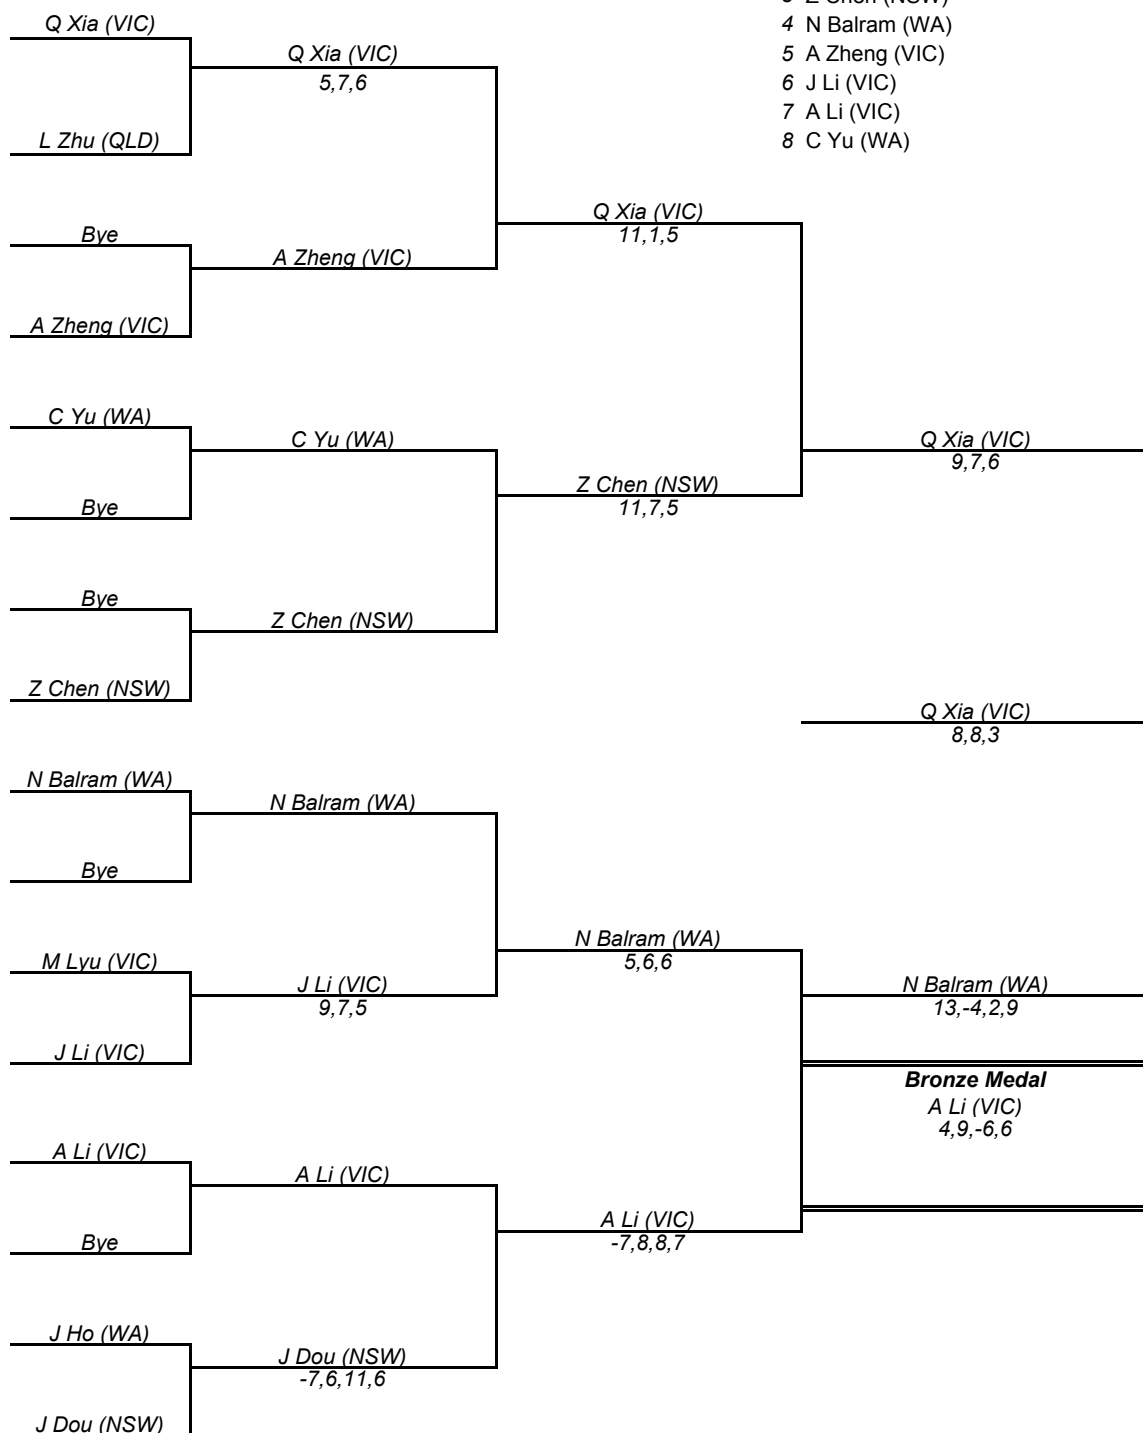 3 Z Chen (NSW)
4 N Balram (WA)
5 A Zheng (VIC)
6 J Li (VIC)
7 A Li (VIC)
8 C Yu (WA)
Q Xia (VIC)
L Zhu (QLD)
Bye
A Zheng (VIC)
C Yu (WA)
Bye
Bye
Z Chen (NSW)
N Balram (WA)
Bye
M Lyu (VIC)
J Li (VIC)
A Li (VIC)
Bye
J Ho (WA)
J Dou (NSW)
Q Xia (VIC)
5,7,6
A Zheng (VIC)
C Yu (WA)
Z Chen (NSW)
N Balram (WA)
J Li (VIC)
9,7,5
A Li (VIC)
J Dou (NSW)
-7,6,11,6
Q Xia (VIC)
11,1,5
Z Chen (NSW)
11,7,5
N Balram (WA)
5,6,6
A Li (VIC)
-7,8,8,7
Q Xia (VIC)
9,7,6
Q Xia (VIC)
8,8,3
N Balram (WA)
13,-4,2,9
Bronze Medal
A Li (VIC)
4,9,-6,6